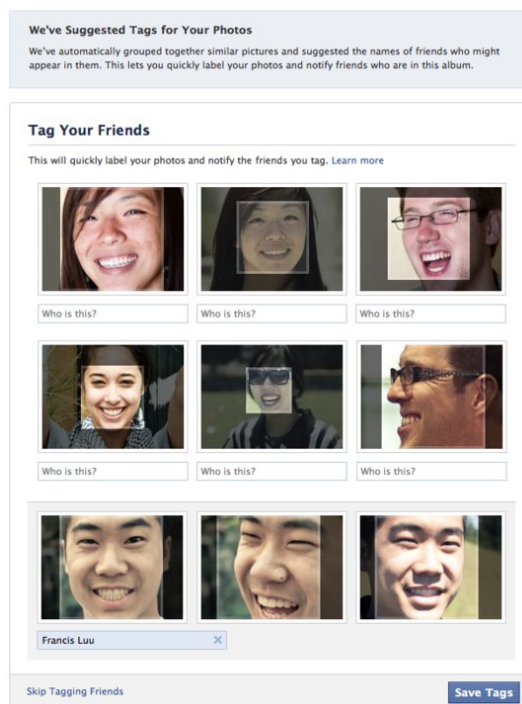 We've Suggested Tags for Your Photos
We've automatically grouped together similar pictures and suggested the names of friends who might
appear in them. This lets you quickly label your photos and notify friends who are in this album.
Tag Your Friends
This will quickly label your photos and notify the friends you tag. Learn more
Who is this? Who is this? Who is this?
Who is this? Who is this? Who is this?
Francis Luu
Skip Tagging Friends Save Tags